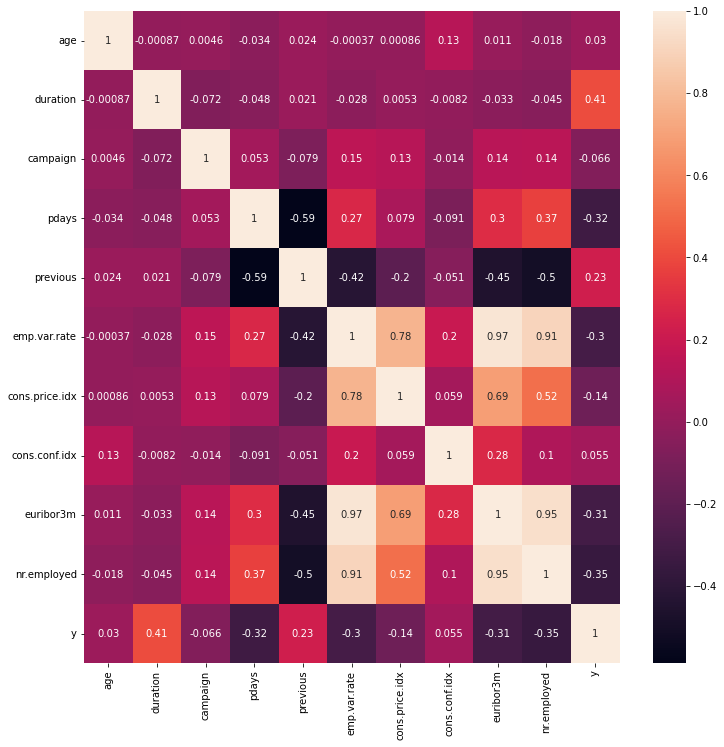 age 1 -0.00087 0.0046 -0.034 0.024 -0.00037 0.00086 0.13 0.011 -0.018 0.03
duration -0.00087 1 -0.072 -0.048 0.021 -0.028 0.0053 -0.0082 -0.033 -0.045 0.41
campaign 0.0046 -0.072 1 0.053 -0.079 0.15 0.13 -0.014 0.14 0.14 -0.066
pdays -0.034 -0.048 0.053 1 -0.59 0.27 0.079 -0.091 0.3 0.37 -0.32
previous 0.024 0.021 -0.079 -0.59 1 -0.42 -0.2 -0.051 -0.45 -0.5 0.23
emp.var.rate -0.00037 -0.028 0.15 0.27 -0.42 1 0.78 0.2 0.97 0.91 -0.3
cons.price.idx 0.00086 0.0053 0.13 0.079 -0.2 0.78 1 0.059 0.69 0.52 -0.14
cons.conf.idx 0.13 -0.0082 -0.014 -0.091 -0.051 0.2 0.059 1 0.28 0.1 0.055
euribor3m 0.011 -0.033 0.14 0.3 -0.45 0.97 0.69 0.28 1 0.95 -0.31
nr.employed -0.018 -0.045 0.14 0.37 -0.5 0.91 0.52 0.1 0.95 1 -0.35
y 0.03 0.41 -0.066 -0.32 0.23 -0.3 -0.14 0.055 -0.31 -0.35 1
age duration campaign pdays previous emp.var.rate cons.price.idx cons.conf.idx euribor3m nr.employed y
1.0
0.8
0.6
0.4
0.2
0.0
-0.2
-0.4